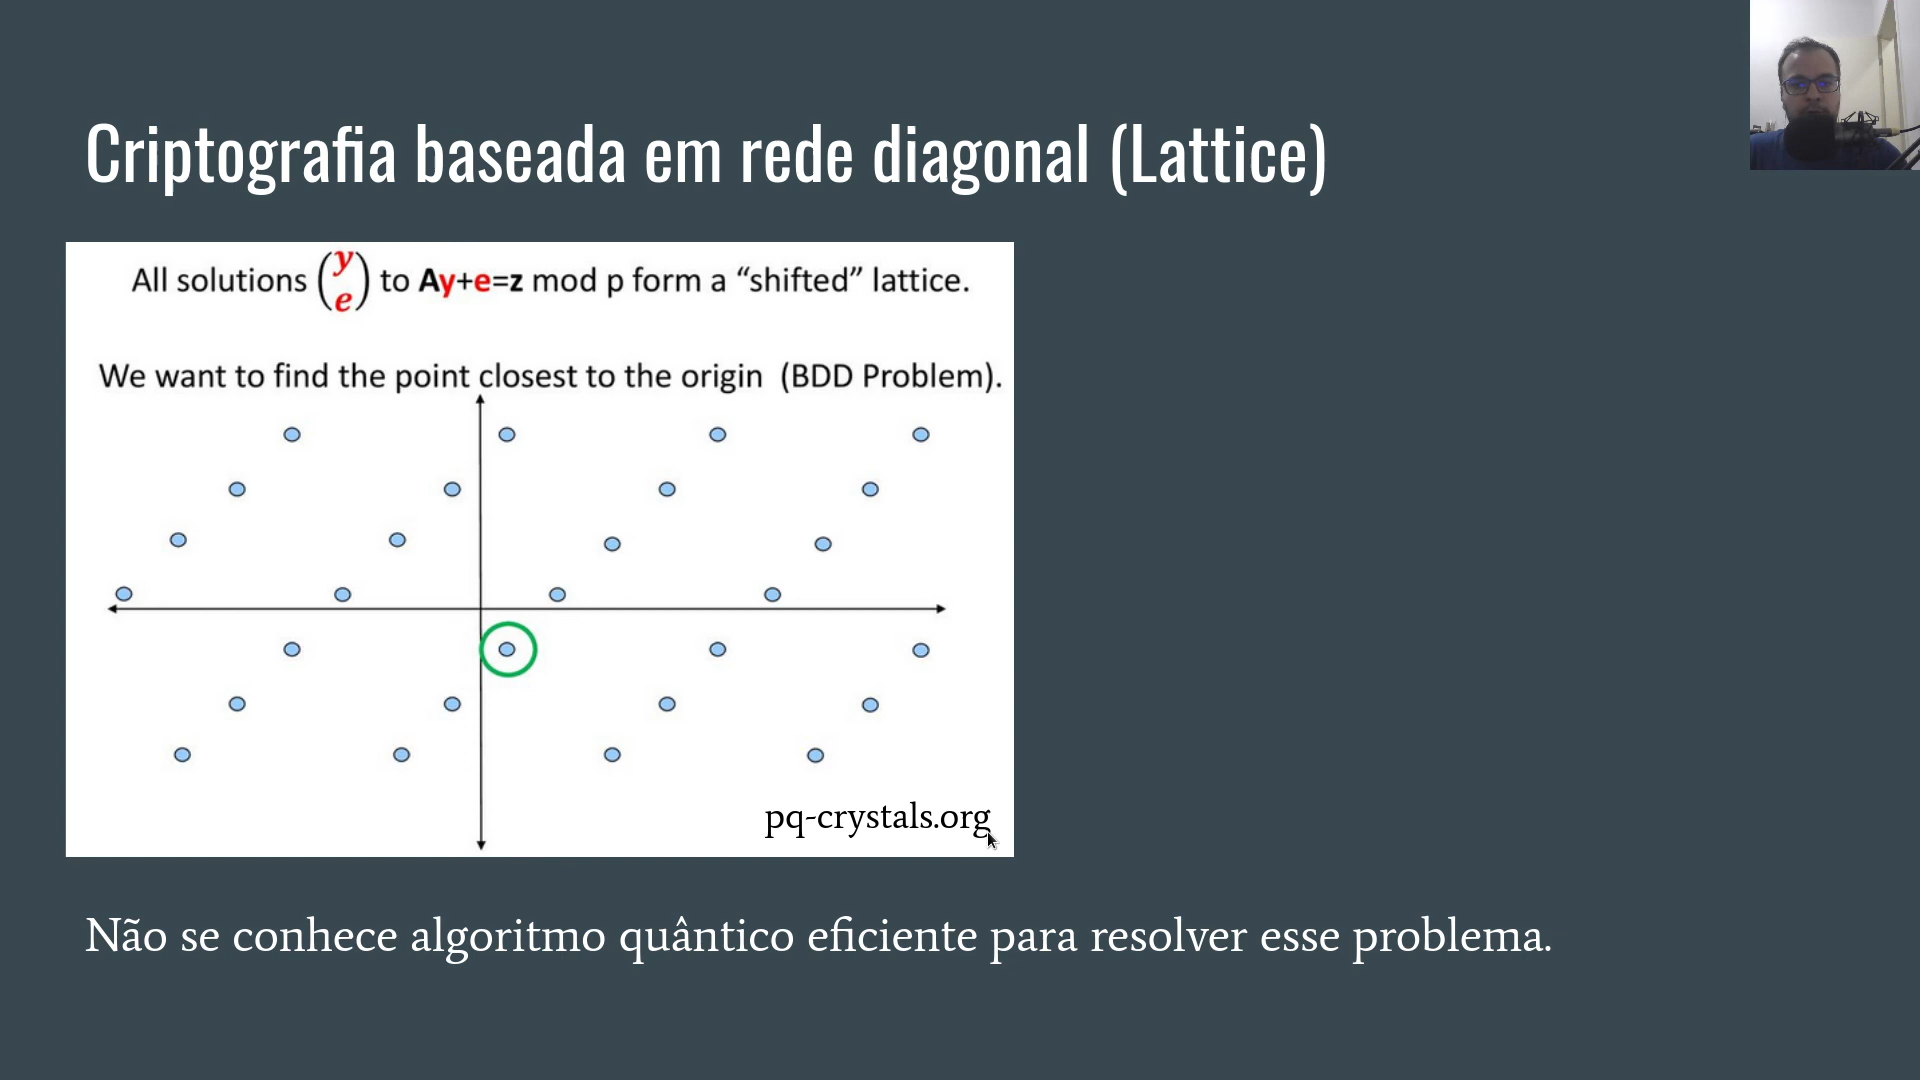 Criptografia baseada em rede diagonal (Lattice)
All solutions (y e) to Ay+e=z mod p form a “shifted” lattice.
We want to find the point closest to the origin (BDD Problem).
pq-crystals.org
Não se conhece algoritmo quântico eficiente para resolver esse problema.